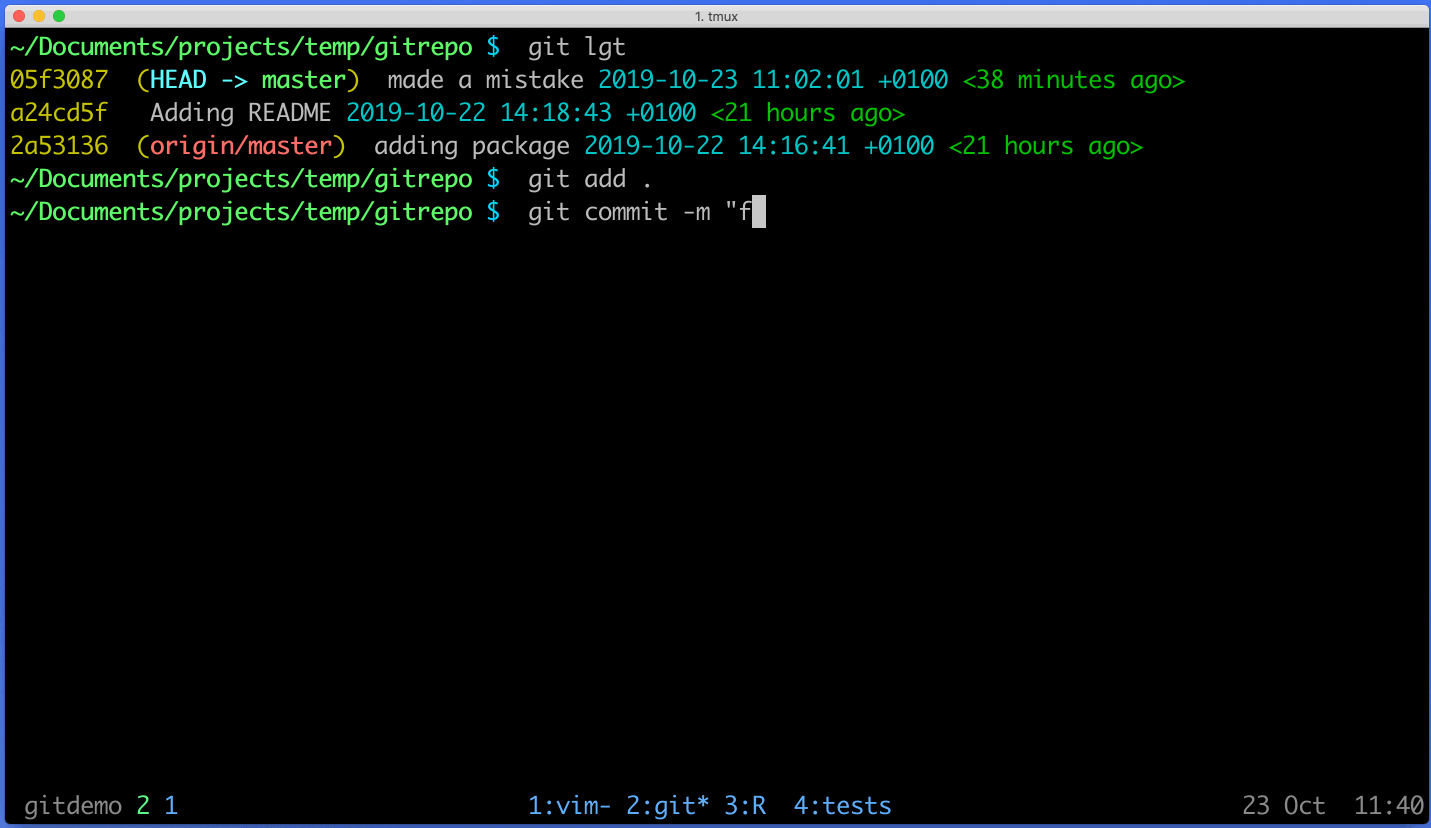 1. tmux
~/Documents/projects/temp/gitrepo $  git lgt
05f3087  (HEAD -> master)  made a mistake 2019-10-23 11:02:01 +0100 <38 minutes ago>
a24cd5f   Adding README 2019-10-22 14:18:43 +0100 <21 hours ago>
2a53136  (origin/master)  adding package 2019-10-22 14:16:41 +0100 <21 hours ago>
~/Documents/projects/temp/gitrepo $  git add .
~/Documents/projects/temp/gitrepo $  git commit -m "f
gitdemo 2 1 1:vim- 2:git* 3:R  4:tests 23 Oct  11:40